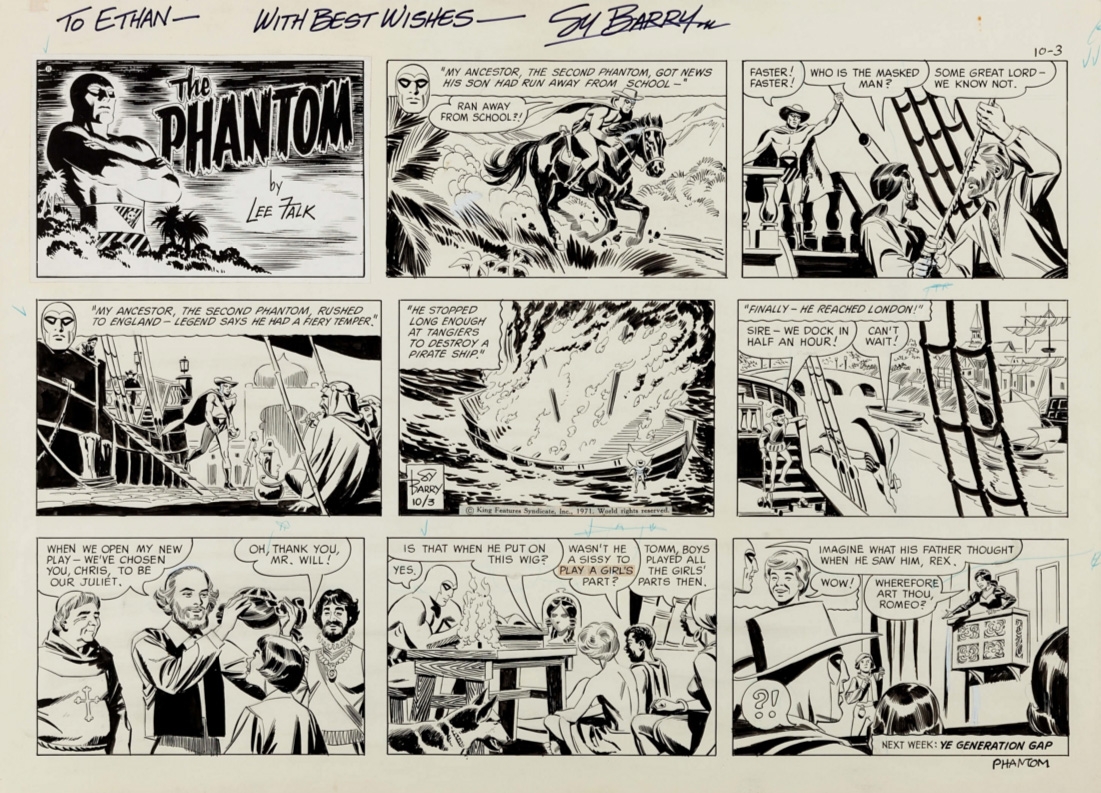 TO ETHAN— WITH BEST WISHES— SY BARRY
10-3
The
PHANTOM
by
LEE FALK
"MY ANCESTOR, THE SECOND PHANTOM, GOT NEWS
HIS SON HAD RUN AWAY FROM SCHOOL—"
RAN AWAY
FROM SCHOOL?!
FASTER!
FASTER!
WHO IS THE MASKED
MAN?
SOME GREAT LORD—
WE KNOW NOT.
"MY ANCESTOR, THE SECOND PHANTOM, RUSHED
TO ENGLAND — LEGEND SAYS HE HAD A FIERY TEMPER."
"HE STOPPED
LONG ENOUGH
AT TANGIERS
TO DESTROY A
PIRATE SHIP."
SY
BARRY
10/3
© King Features Syndicate, Inc., 1971. World rights reserved.
"FINALLY — HE REACHED LONDON!"
SIRE — WE DOCK IN
HALF AN HOUR!
CAN'T
WAIT!
WHEN WE OPEN MY NEW
PLAY — WE'VE CHOSEN
YOU, CHRIS, TO BE
OUR JULIET.
OH, THANK YOU,
MR. WILL!
IS THAT WHEN HE PUT ON
THIS WIG?
YES.
WASN'T HE
A SISSY TO
PLAY A GIRL'S
PART?
TOMM, BOYS
PLAYED ALL
THE GIRLS'
PARTS THEN.
IMAGINE WHAT HIS FATHER THOUGHT
WHEN HE SAW HIM, REX.
WOW!
WHEREFORE
ART THOU,
ROMEO?
?!
NEXT WEEK: YE GENERATION GAP
PHANTOM